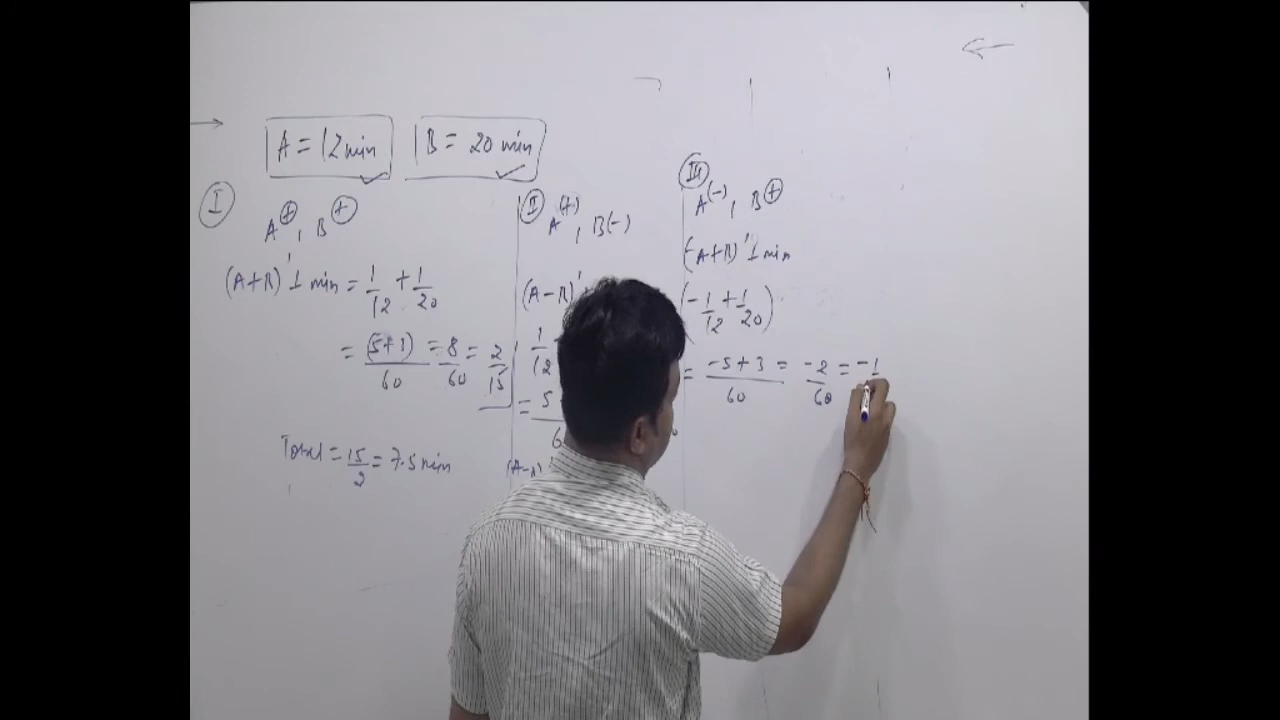 A = 12 min B = 20 min
I
A⊕, B⊕
(A+B)' 1 min = 1/12 + 1/20
= (5+3)/60 = 8/60 = 2/15
Total = 15/2 = 7.5 min
II
A(+), B(-)
(A-B)'
1/12
= 5
III
A(-), B⊕
(-A+B)' 1 min
(-1/12 + 1/20)
= -5+3/60 = -2/60 = -1